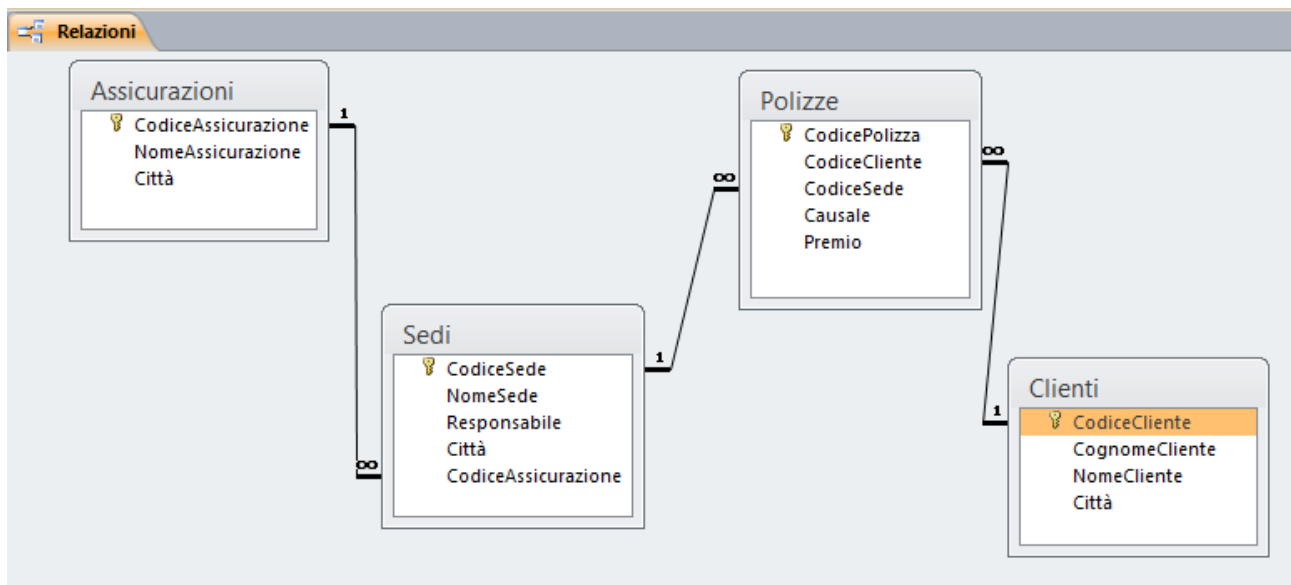 Relazioni
Assicurazioni
CodiceAssicurazione
NomeAssicurazione
Città
1
∞
Sedi
CodiceSede
NomeSede
Responsabile
Città
CodiceAssicurazione
1
∞
Polizze
CodicePolizza
CodiceCliente
CodiceSede
Causale
Premio
∞
1
Clienti
CodiceCliente
CognomeCliente
NomeCliente
Città